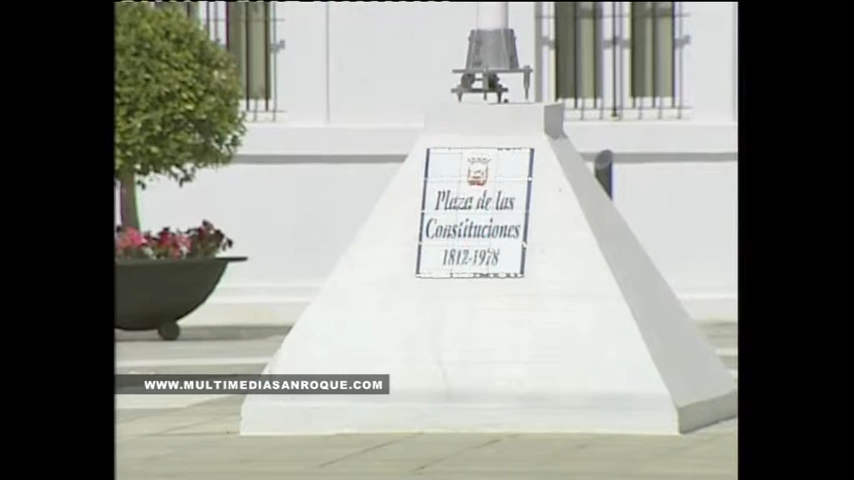 Plaza de las
Constituciones
1812-1978
WWW.MULTIMEDIASANROQUE.COM